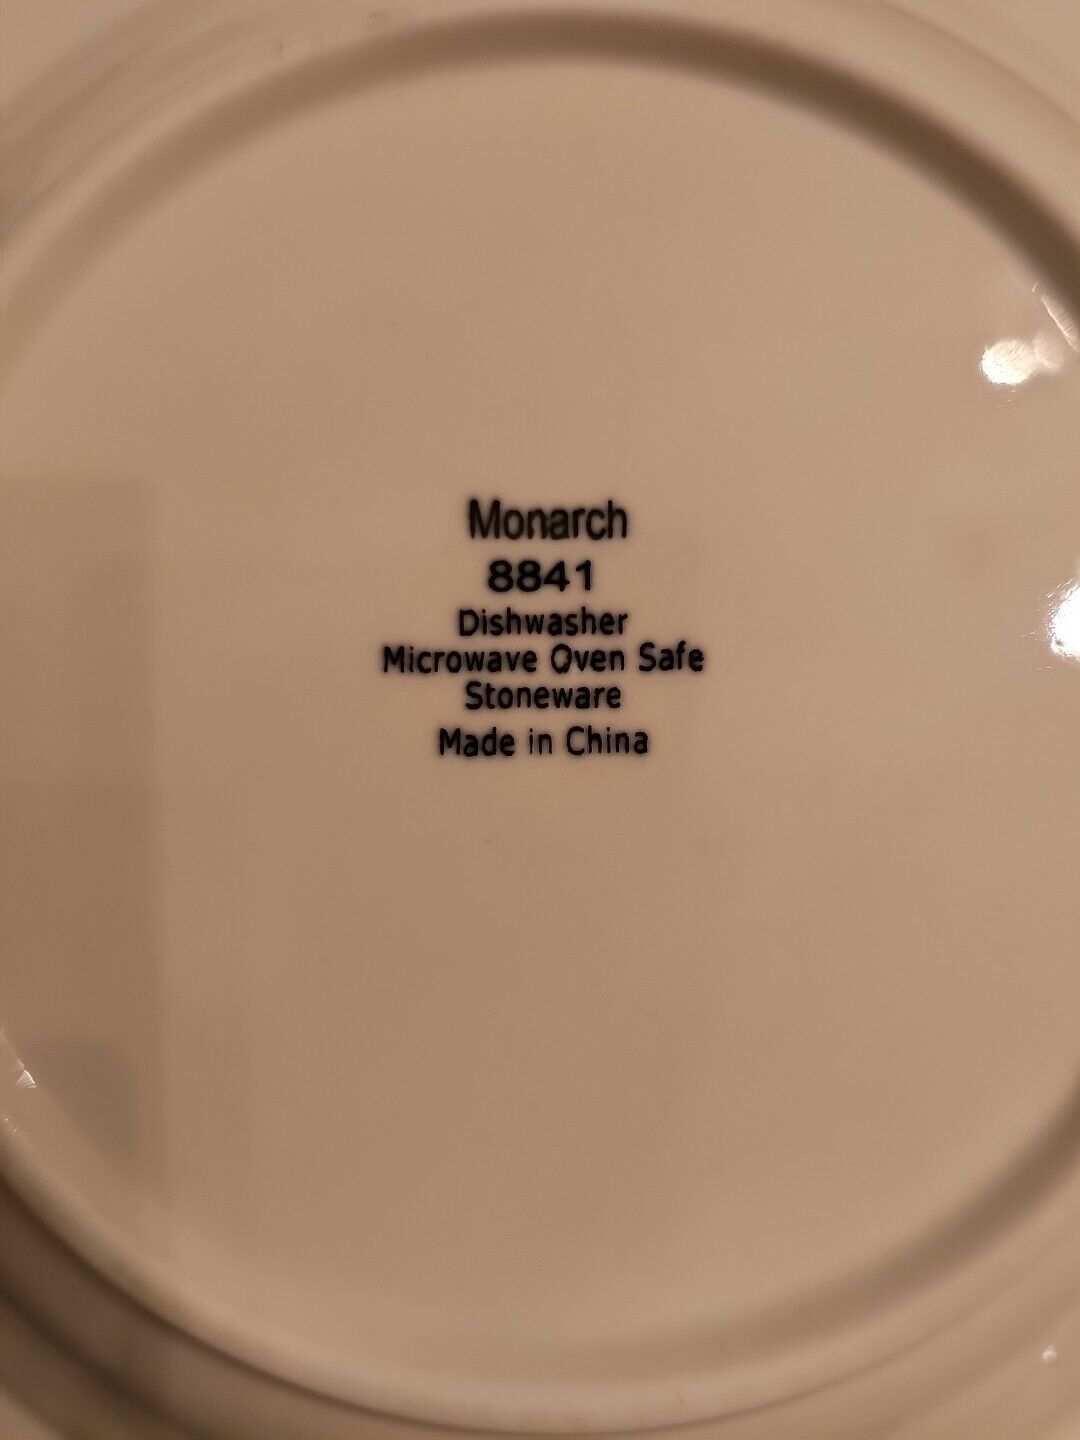 Monarch
8841
Dishwasher
Microwave Oven Safe
Stoneware
Made in China